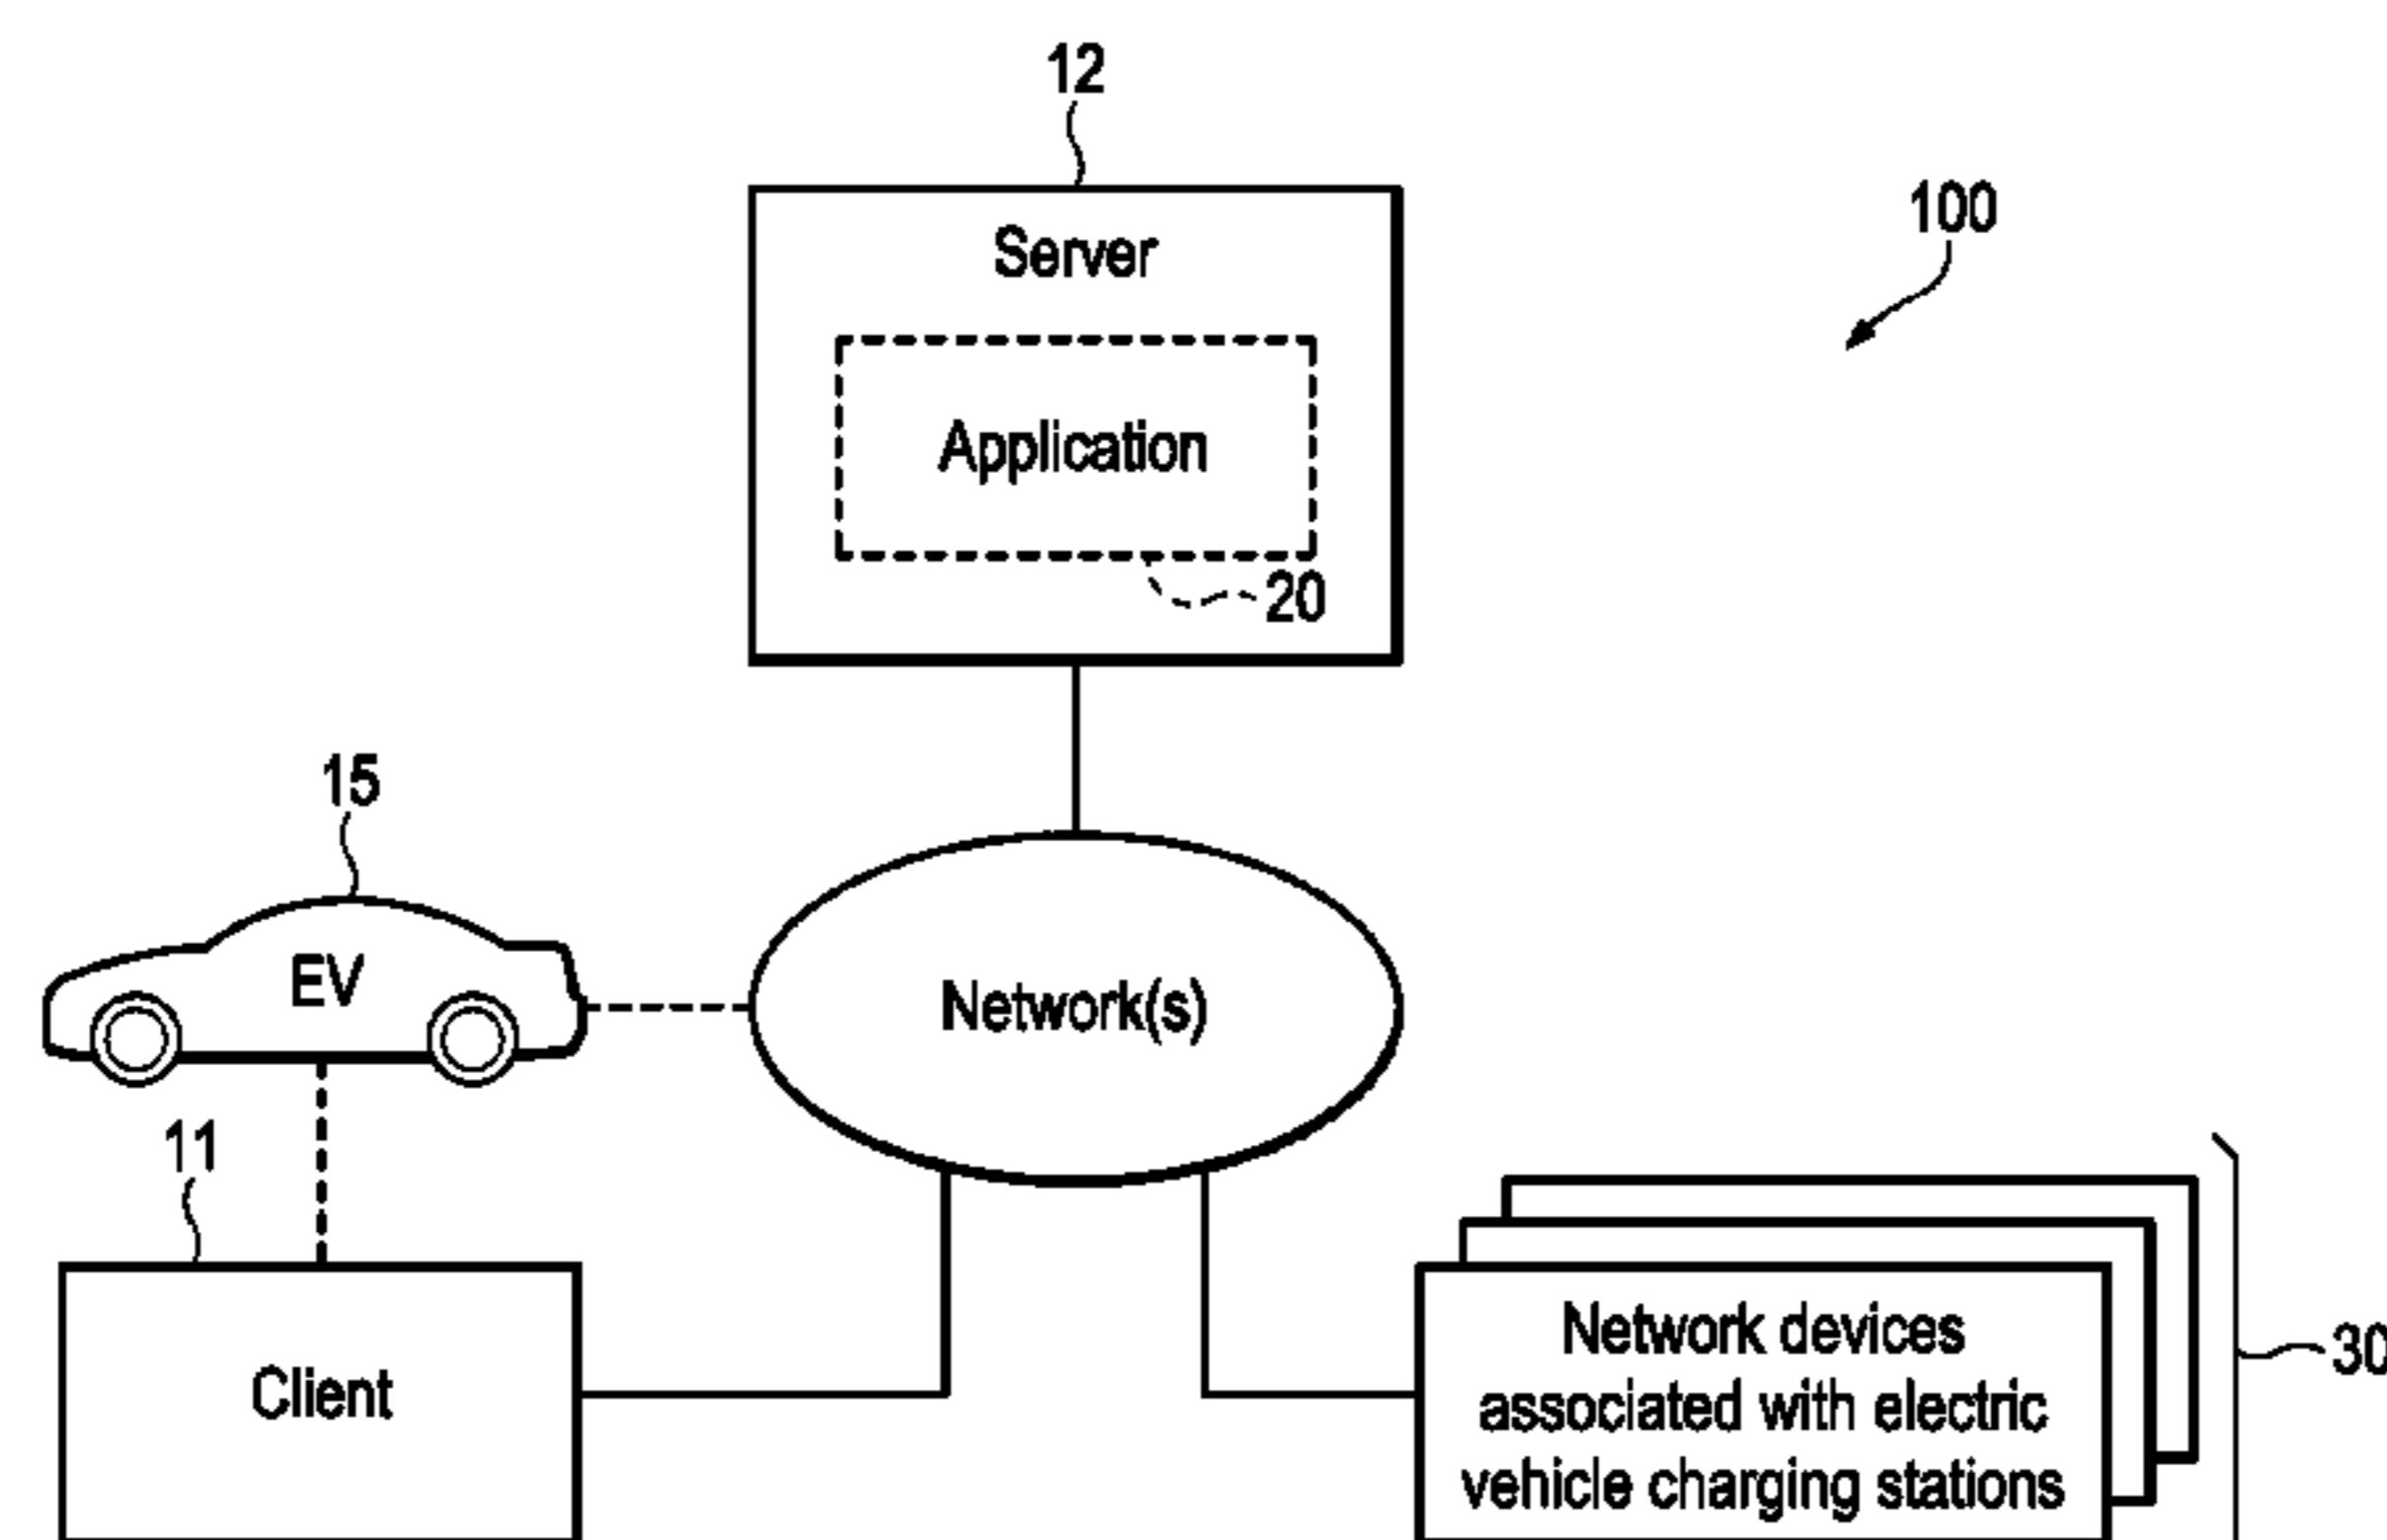 12
100
Server
Application
20
15
EV
Network(s)
11
Client
Network devices
associated with electric
vehicle charging stations
30